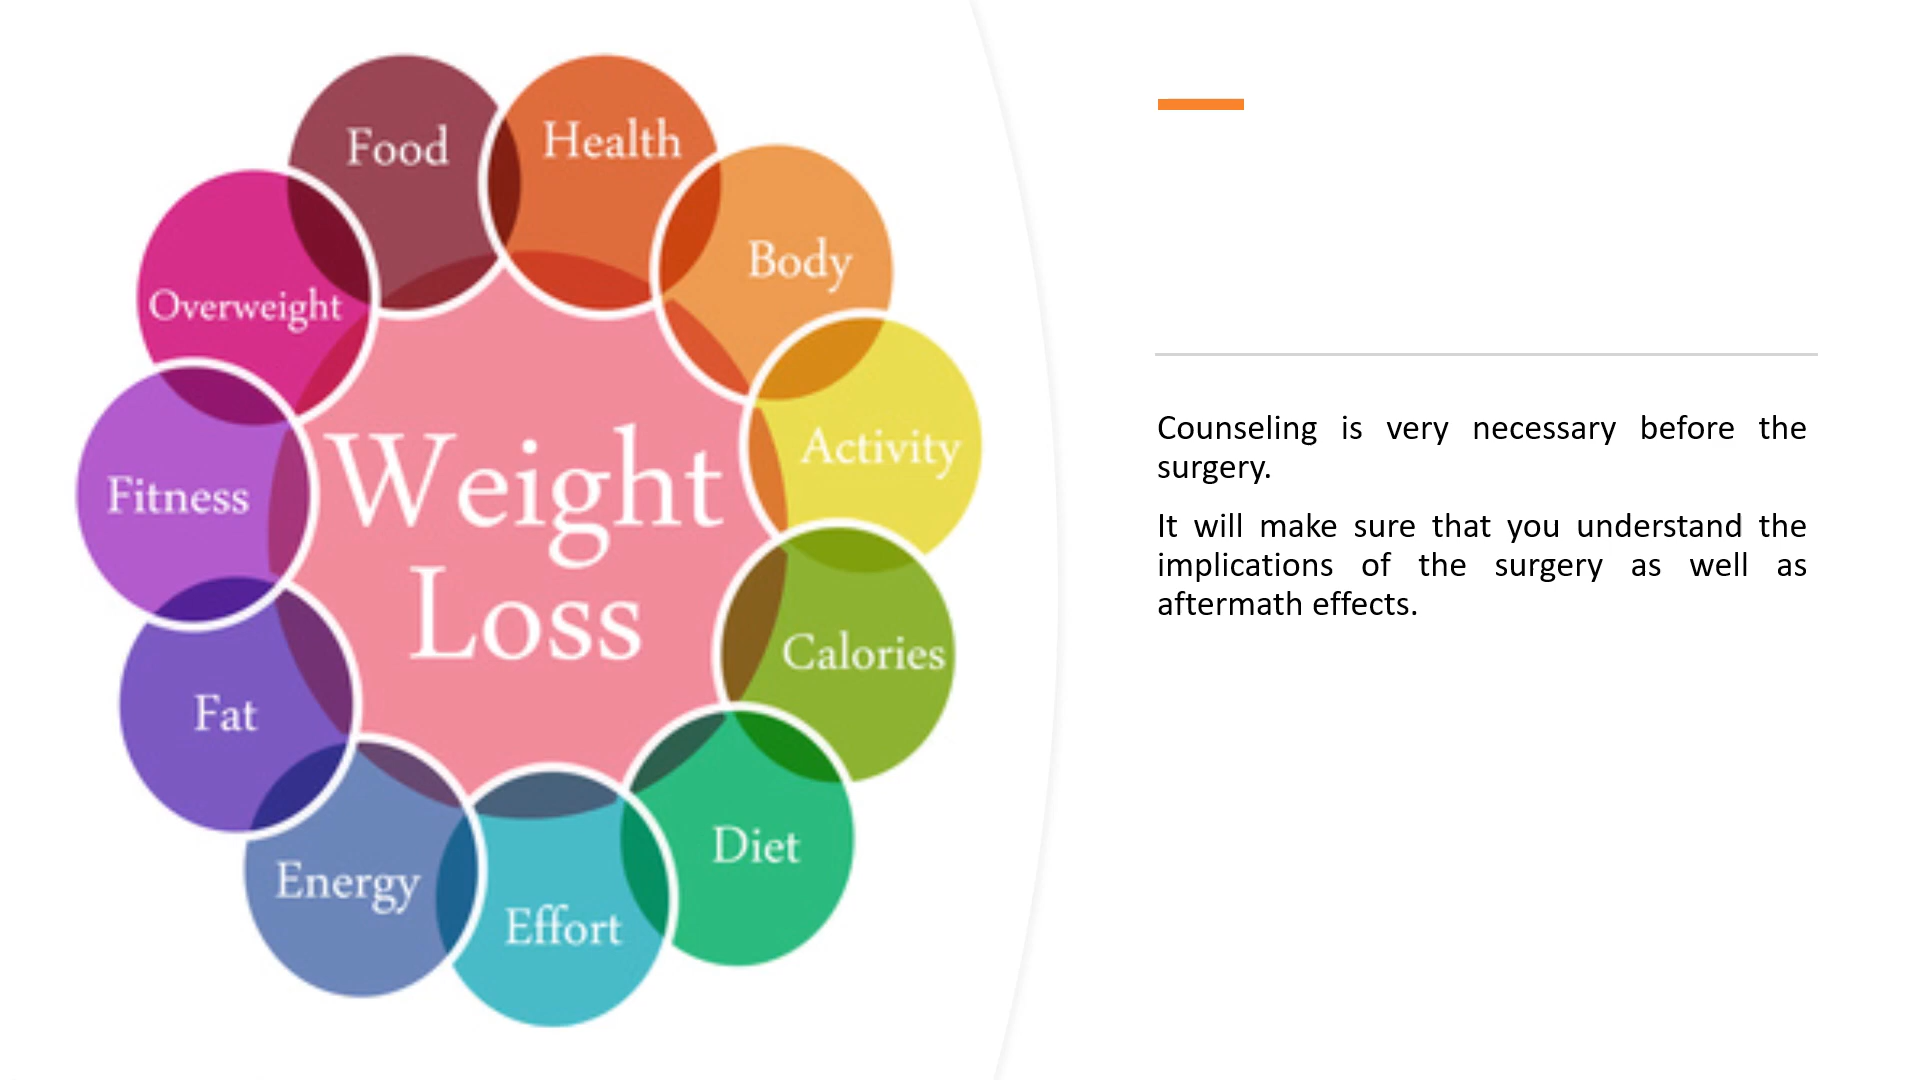 Food
Health
Body
Overweight
Activity
Weight
Loss
Fitness
Calories
Fat
Diet
Energy
Effort
Counseling is very necessary before the
surgery.
It will make sure that you understand the
implications of the surgery as well as
aftermath effects.